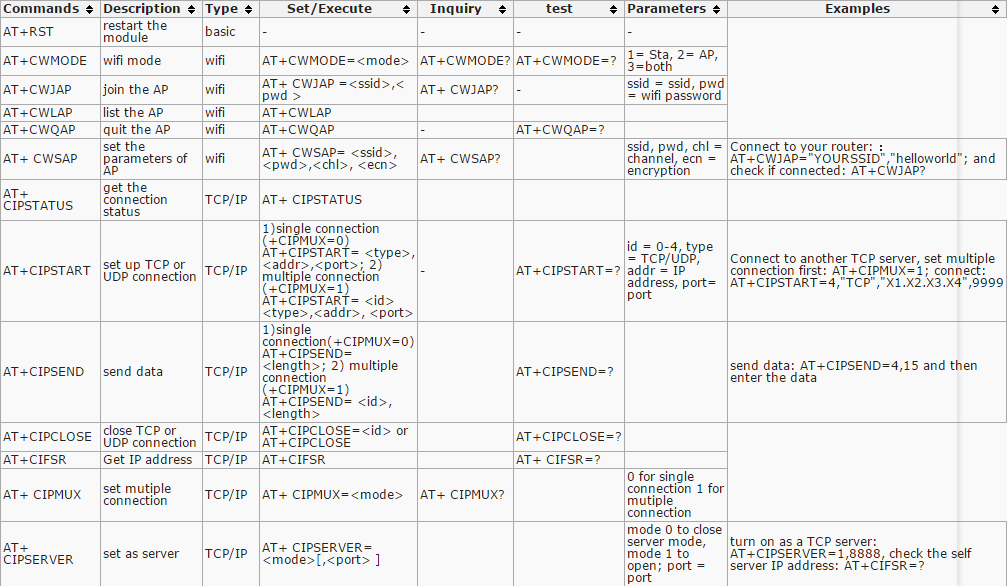 Commands Description Type Set/Execute Inquiry test Parameters Examples
AT+RST restart the module basic - - - -
AT+CWMODE wifi mode wifi AT+CWMODE=<mode> AT+CWMODE? AT+CWMODE=? 1= Sta, 2= AP, 3=both
AT+CWJAP join the AP wifi AT+ CWJAP =<ssid>,< pwd > AT+ CWJAP? - ssid = ssid, pwd = wifi password
AT+CWLAP list the AP wifi AT+CWLAP
AT+CWQAP quit the AP wifi AT+CWQAP - AT+CWQAP=?
AT+ CWSAP set the parameters of AP wifi AT+ CWSAP= <ssid>, <pwd>,<chl>, <ecn> AT+ CWSAP? ssid, pwd, chl = channel, ecn = encryption Connect to your router: : AT+CWJAP="YOURSSID","helloworld"; and check if connected: AT+CWJAP?
AT+ CIPSTATUS get the connection status TCP/IP AT+ CIPSTATUS
AT+CIPSTART set up TCP or UDP connection TCP/IP 1)single connection (+CIPMUX=0) AT+CIPSTART= <type>, <addr>,<port>; 2) multiple connection (+CIPMUX=1) AT+CIPSTART= <id> <type>,<addr>, <port> - AT+CIPSTART=? id = 0-4, type = TCP/UDP, addr = IP address, port= port Connect to another TCP server, set multiple connection first: AT+CIPMUX=1; connect: AT+CIPSTART=4,"TCP","X1.X2.X3.X4",9999
AT+CIPSEND send data TCP/IP 1)single connection(+CIPMUX=0) AT+CIPSEND= <length>; 2) multiple connection (+CIPMUX=1) AT+CIPSEND= <id>, <length> AT+CIPSEND=? send data: AT+CIPSEND=4,15 and then enter the data
AT+CIPCLOSE close TCP or UDP connection TCP/IP AT+CIPCLOSE=<id> or AT+CIPCLOSE AT+CIPCLOSE=?
AT+CIFSR Get IP address TCP/IP AT+CIFSR AT+ CIFSR=?
AT+ CIPMUX set mutiple connection TCP/IP AT+ CIPMUX=<mode> AT+ CIPMUX? 0 for single connection 1 for mutiple connection
AT+ CIPSERVER set as server TCP/IP AT+ CIPSERVER= <mode>[,<port> ] mode 0 to close server mode, mode 1 to open; port = port turn on as a TCP server: AT+CIPSERVER=1,8888, check the self server IP address: AT+CIFSR=?